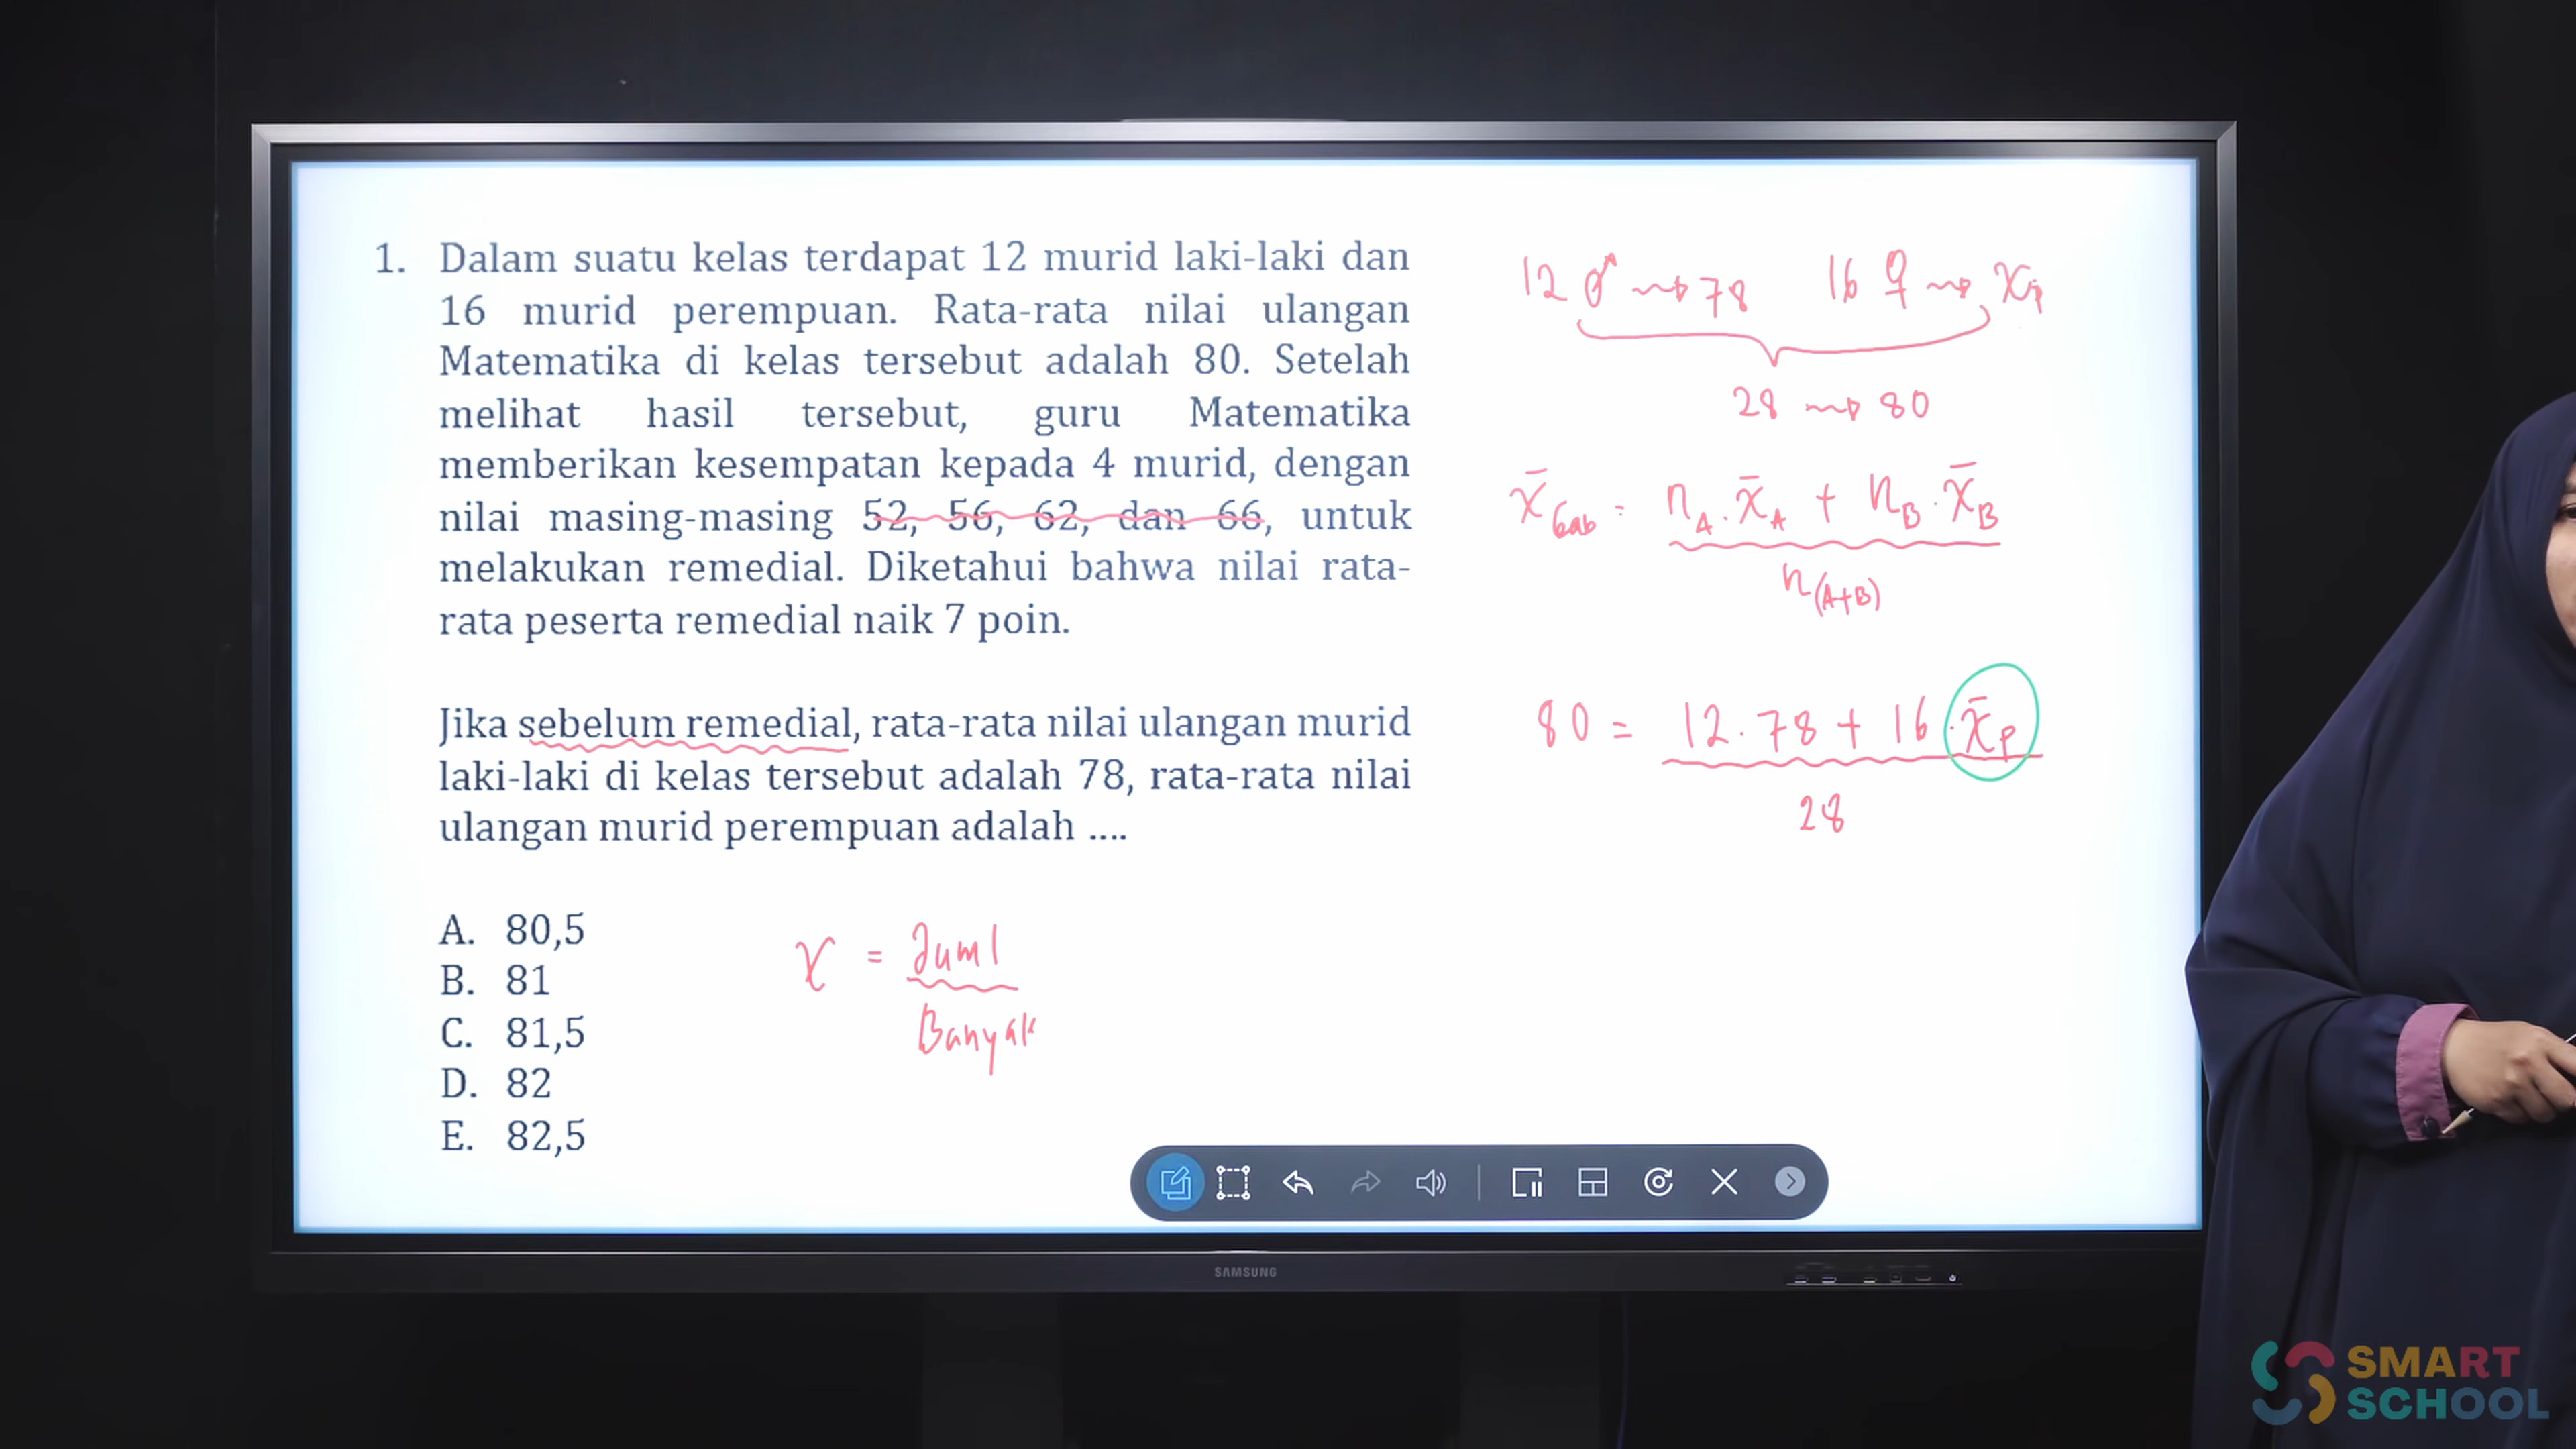 1. Dalam suatu kelas terdapat 12 murid laki-laki dan
16 murid perempuan. Rata-rata nilai ulangan
Matematika di kelas tersebut adalah 80. Setelah
melihat hasil tersebut, guru Matematika
memberikan kesempatan kepada 4 murid, dengan
nilai masing-masing 52, 56, 62, dan 66, untuk
melakukan remedial. Diketahui bahwa nilai rata-
rata peserta remedial naik 7 poin.
Jika sebelum remedial, rata-rata nilai ulangan murid
laki-laki di kelas tersebut adalah 78, rata-rata nilai
ulangan murid perempuan adalah ....
A. 80,5
B. 81
C. 81,5
D. 82
E. 82,5
x = Juml
Banyak
12 ♂ → 78 16 ♀ → x̄p
28 → 80
x̄ Gab = nA . x̄A + nB . x̄B
n(A+B)
80 = 12 . 78 + 16 . x̄p
28
SAMSUNG
SMART
SCHOOL